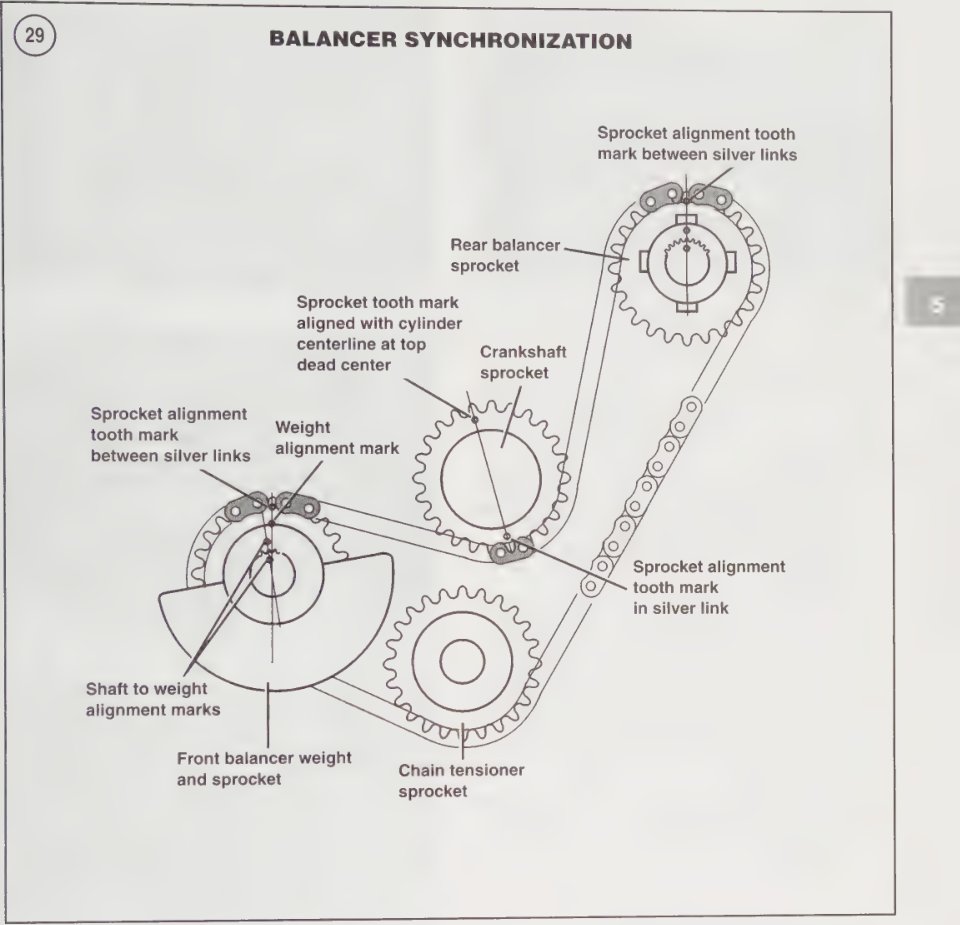 29
BALANCER SYNCHRONIZATION
Sprocket alignment tooth
mark between silver links
Rear balancer
sprocket
5
Sprocket tooth mark
aligned with cylinder
centerline at top
dead center
Crankshaft
sprocket
Sprocket alignment
tooth mark
between silver links
Weight
alignment mark
Sprocket alignment
tooth mark
in silver link
Shaft to weight
alignment marks
Front balancer weight
and sprocket
Chain tensioner
sprocket